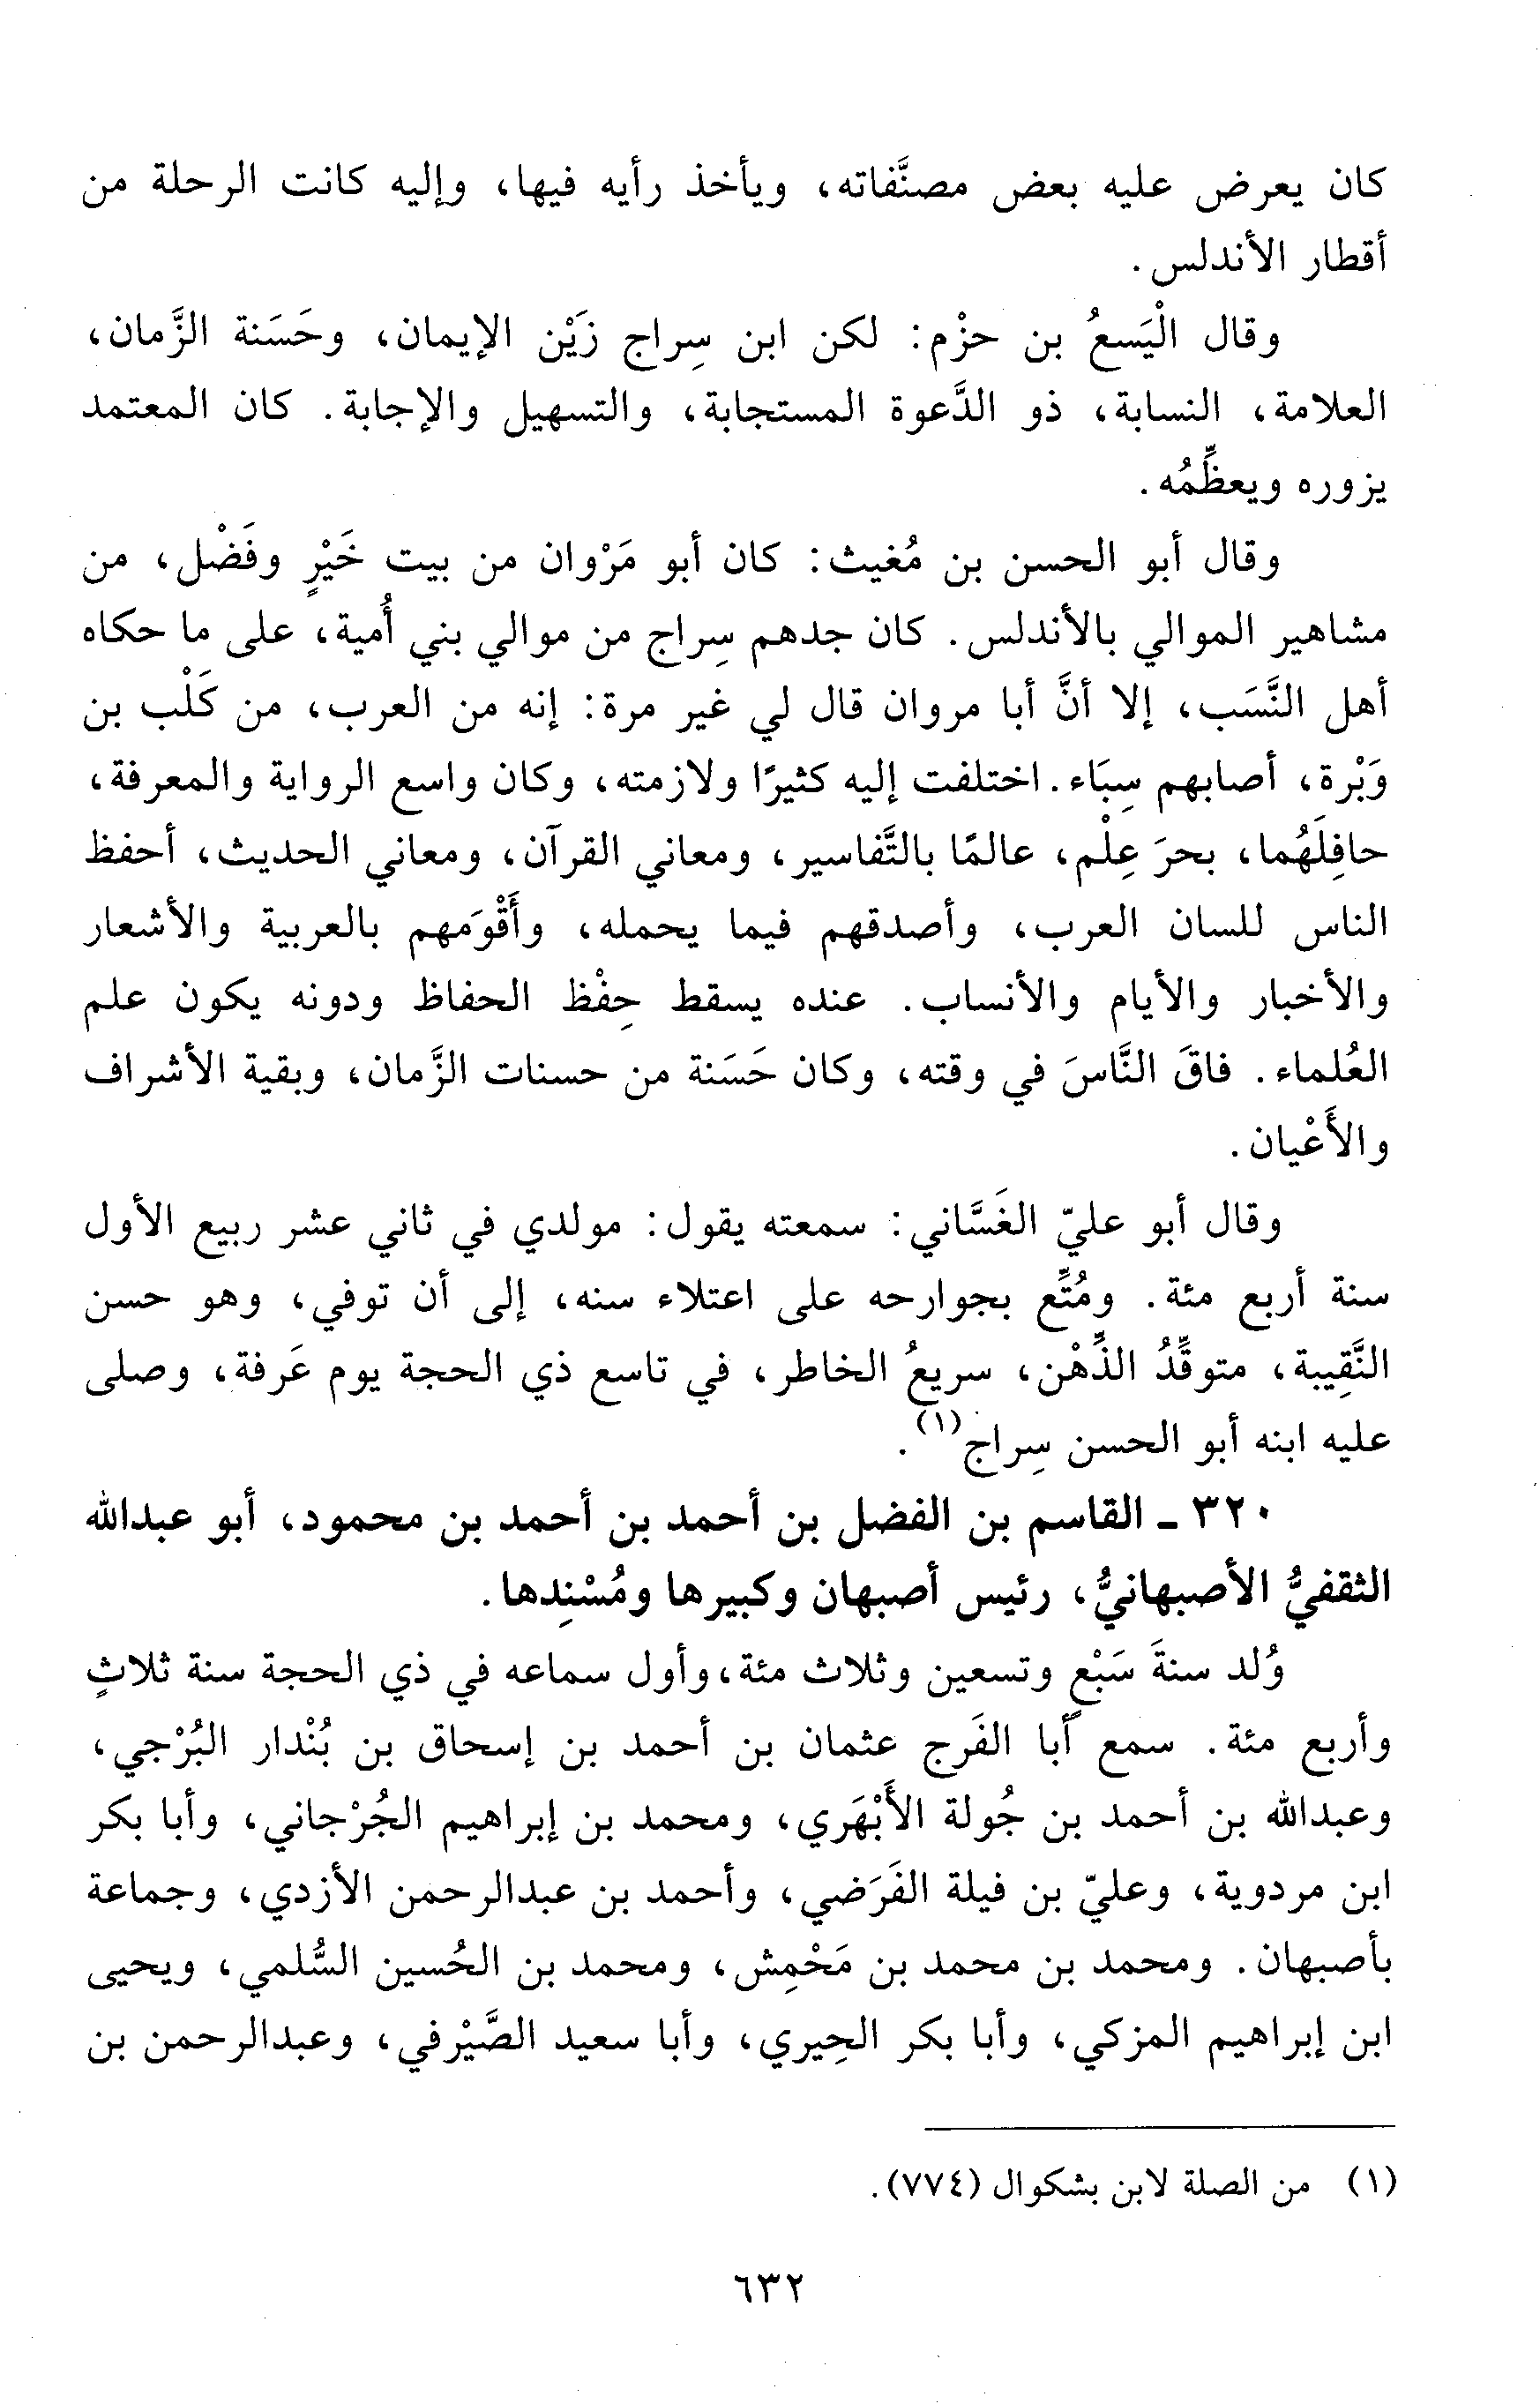 كان يعرض عليه بعض مصنَّفاته، ويأخذ رأيه فيها، وإليه كانت الرحلة من
أقطار الأندلس.
وقال الْيَسعُ بن حزْم: لكن ابن سِراج زَيْن الإيمان، وحَسَنة الزَّمان،
العلامة، النسابة، ذو الدَّعوة المستجابة، والتسهيل والإجابة. كان المعتمد
يزوره ويعظِّمُه.
وقال أبو الحسن بن مُغيث: كان أبو مَرْوان من بيت خَيْرٍ وفَضْل، من
مشاهير الموالي بالأندلس. كان جدهم سِراج من موالي بني أُمية، على ما حكاه
أهل النَّسَب، إلا أنَّ أبا مروان قال لي غير مرة: إنه من العرب، من كَلْب بن
وَبْرة، أصابهم سِبَاء. اختلفت إليه كثيرًا ولازمته، وكان واسع الرواية والمعرفة،
حافِلَهُما، بحرَ عِلْم، عالمًا بالتَّفاسير، ومعاني القرآن، ومعاني الحديث، أحفظ
الناس للسان العرب، وأصدقهم فيما يحمله، وأَقْوَمَهم بالعربية والأشعار
والأخبار والأيام والأنساب. عنده يسقط حِفْظ الحفاظ ودونه يكون علم
العُلماء. فاقَ النَّاسَ في وقته، وكان حَسَنة من حسنات الزَّمان، وبقية الأشراف
والأَعْيان.
وقال أبو عليّ الغَسَّاني: سمعته يقول: مولدي في ثاني عشر ربيع الأول
سنة أربع مئة. ومُتِّع بجوارحه على اعتلاء سنه، إلى أن توفي، وهو حسن
النَّقِيبة، متوقِّدُ الذِّهْن، سريعُ الخاطر، في تاسع ذي الحجة يوم عَرفة، وصلى
عليه ابنه أبو الحسن سِراج(١).
٣٢٠ ـ القاسم بن الفضل بن أحمد بن أحمد بن محمود، أبو عبدالله
الثقفيُّ الأصبهانيُّ، رئيس أصبهان وكبيرها ومُسْنِدها.
وُلد سنةَ سَبْعٍ وتسعين وثلاث مئة، وأول سماعه في ذي الحجة سنة ثلاثٍ
وأربع مئة. سمع أبا الفَرج عثمان بن أحمد بن إسحاق بن بُنْدار البُرْجي،
وعبدالله بن أحمد بن جُولة الأَبْهَري، ومحمد بن إبراهيم الجُرْجاني، وأبا بكر
ابن مردوية، وعليّ بن فيلة الفَرَضي، وأحمد بن عبدالرحمن الأزدي، وجماعة
بأصبهان. ومحمد بن محمد بن مَحْمِش، ومحمد بن الحُسين السُّلمي، ويحيى
ابن إبراهيم المزكي، وأبا بكر الحِيري، وأبا سعيد الصَّيْرفي، وعبدالرحمن بن
(١) من الصلة لابن بشكوال (٧٧٤).
٦٣٢